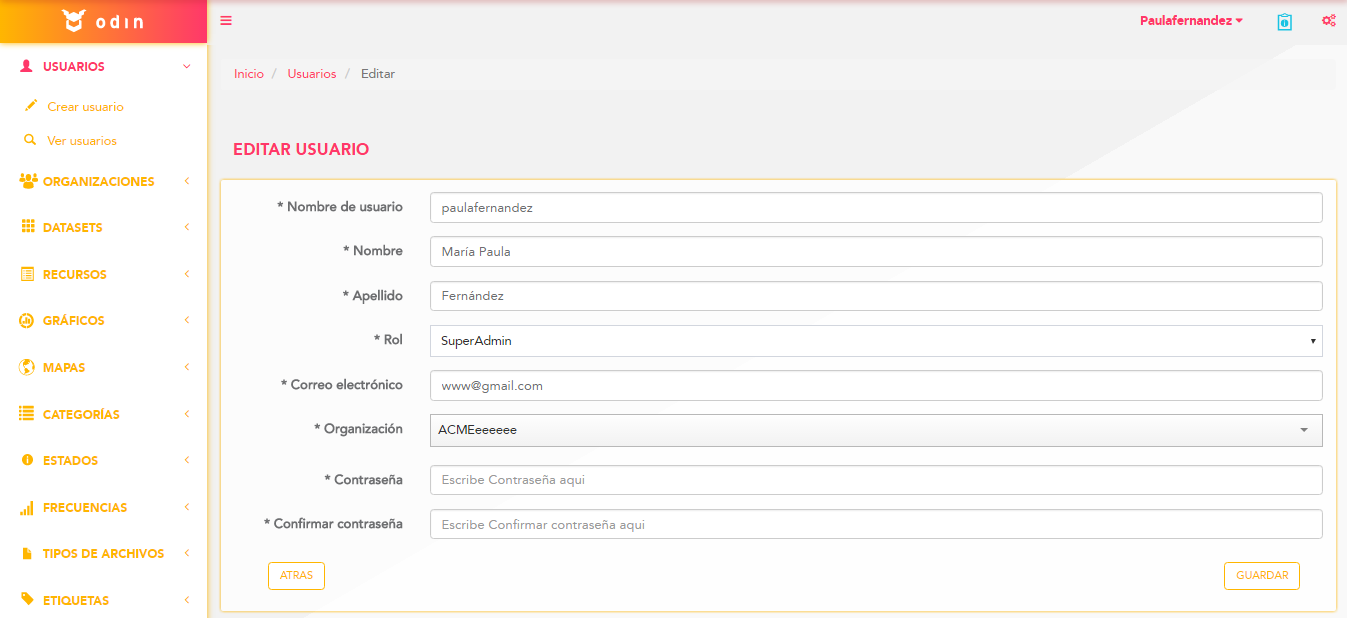 odin
Paulafernandez
USUARIOS
Crear usuario
Ver usuarios
ORGANIZACIONES
DATASETS
RECURSOS
GRÁFICOS
MAPAS
CATEGORÍAS
ESTADOS
FRECUENCIAS
TIPOS DE ARCHIVOS
ETIQUETAS
Inicio / Usuarios / Editar
EDITAR USUARIO
* Nombre de usuario paulafernandez
* Nombre María Paula
* Apellido Fernández
* Rol SuperAdmin
* Correo electrónico www@gmail.com
* Organización ACMEeeeeee
* Contraseña Escribe Contraseña aqui
* Confirmar contraseña Escribe Confirmar contraseña aqui
ATRAS GUARDAR